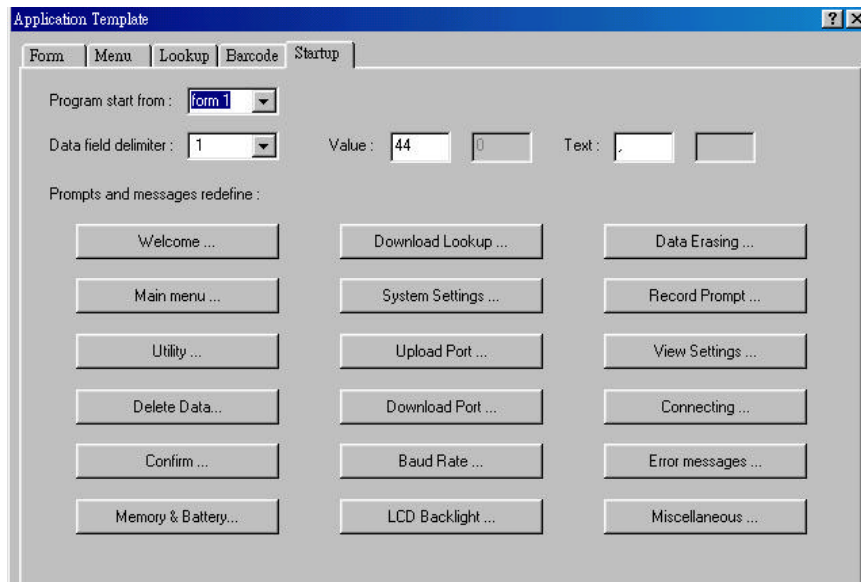 Application Template ? X
Form Menu Lookup Barcode Startup
Program start from : form 1
Data field delimiter : 1 Value : 44 0 Text : ,
Prompts and messages redefine :
Welcome ... Download Lookup ... Data Erasing ...
Main menu ... System Settings ... Record Prompt ...
Utility ... Upload Port ... View Settings ...
Delete Data... Download Port ... Connecting ...
Confirm ... Baud Rate ... Error messages ...
Memory & Battery... LCD Backlight ... Miscellaneous ...